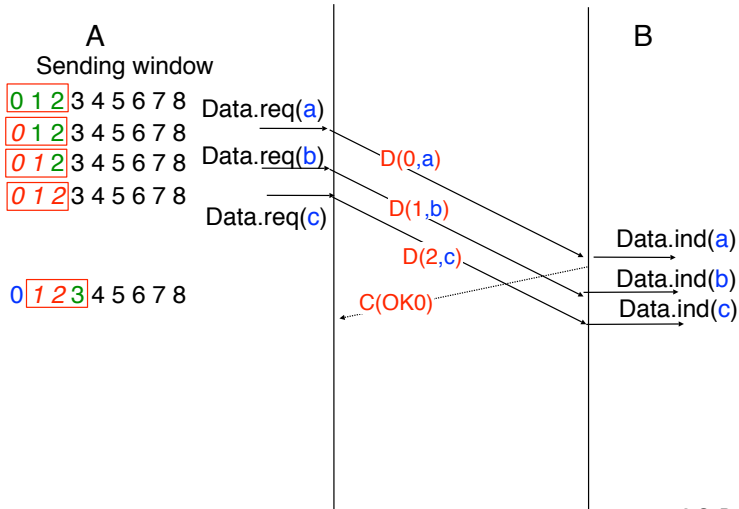 A
B
Sending window
0 1 2 3 4 5 6 7 8
Data.req(a)
0 1 2 3 4 5 6 7 8
Data.req(b)
D(0,a)
0 1 2 3 4 5 6 7 8
0 1 2 3 4 5 6 7 8
Data.req(c)
D(1,b)
Data.ind(a)
D(2,c)
Data.ind(b)
0 1 2 3 4 5 6 7 8
C(OK0)
Data.ind(c)